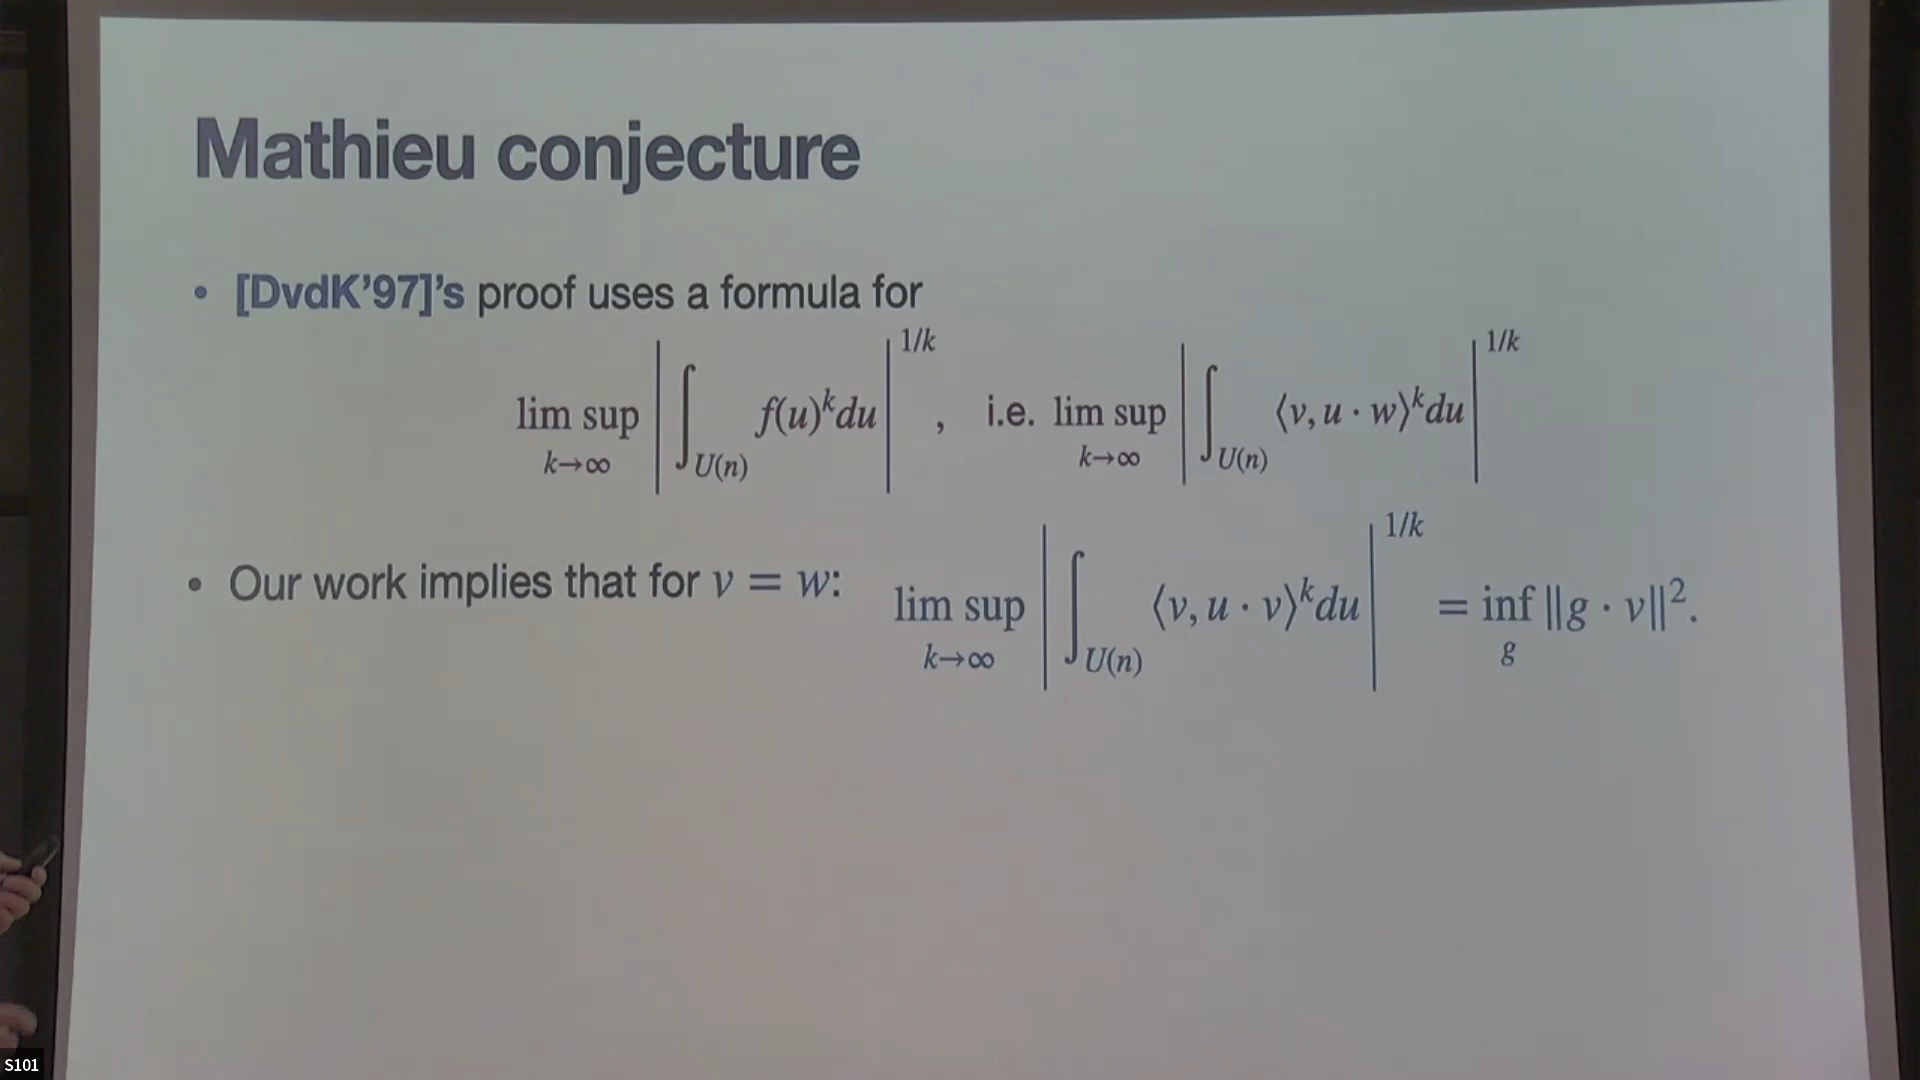 Mathieu conjecture
• [DvdK'97]'s proof uses a formula for
lim sup_{k→∞} |∫_{U(n)} f(u)^k du|^{1/k} , i.e. lim sup_{k→∞} |∫_{U(n)} ⟨v, u · w⟩^k du|^{1/k}
• Our work implies that for v = w: lim sup_{k→∞} |∫_{U(n)} ⟨v, u · v⟩^k du|^{1/k} = inf_g ||g · v||².
S101